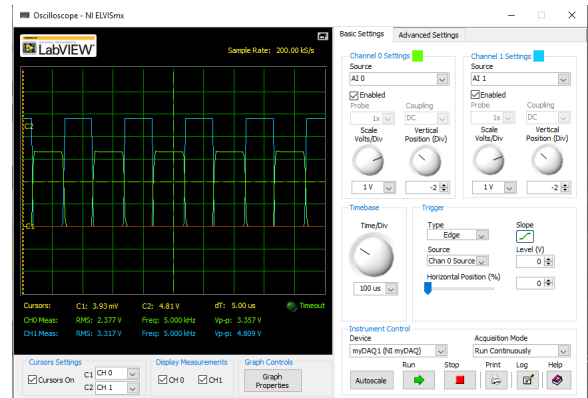 Oscilloscope - NI ELVISmx
LabVIEW
Sample Rate: 200.00 kS/s
C2
C1
Cursors: C1: 3.93 mV C2: 4.81 V dT: 5.00 us Timeout
CH0 Meas: RMS: 2.377 V Freq: 5.000 kHz Vp-p: 3.357 V
CH1 Meas: RMS: 3.317 V Freq: 5.000 kHz Vp-p: 4.809 V
Cursors Settings
Cursors On
C1 CH 0
C2 CH 1
Display Measurements
CH 0 CH1
Graph Controls
Graph
Properties
Basic Settings Advanced Settings
Channel 0 Settings
Source
AI 0
Enabled
Probe Coupling
1x DC
Scale Vertical
Volts/Div Position (Div)
1 V -2
Channel 1 Settings
Source
AI 1
Enabled
Probe Coupling
1x DC
Scale Vertical
Volts/Div Position (Div)
1 V -2
Timebase
Time/Div
100 us
Trigger
Type Slope
Edge
Source Level (V)
Chan 0 Source 0
Horizontal Position (%)
0
Instrument Control
Device Acquisition Mode
myDAQ1 (NI myDAQ) Run Continuously
Run Stop Print Log Help
Autoscale